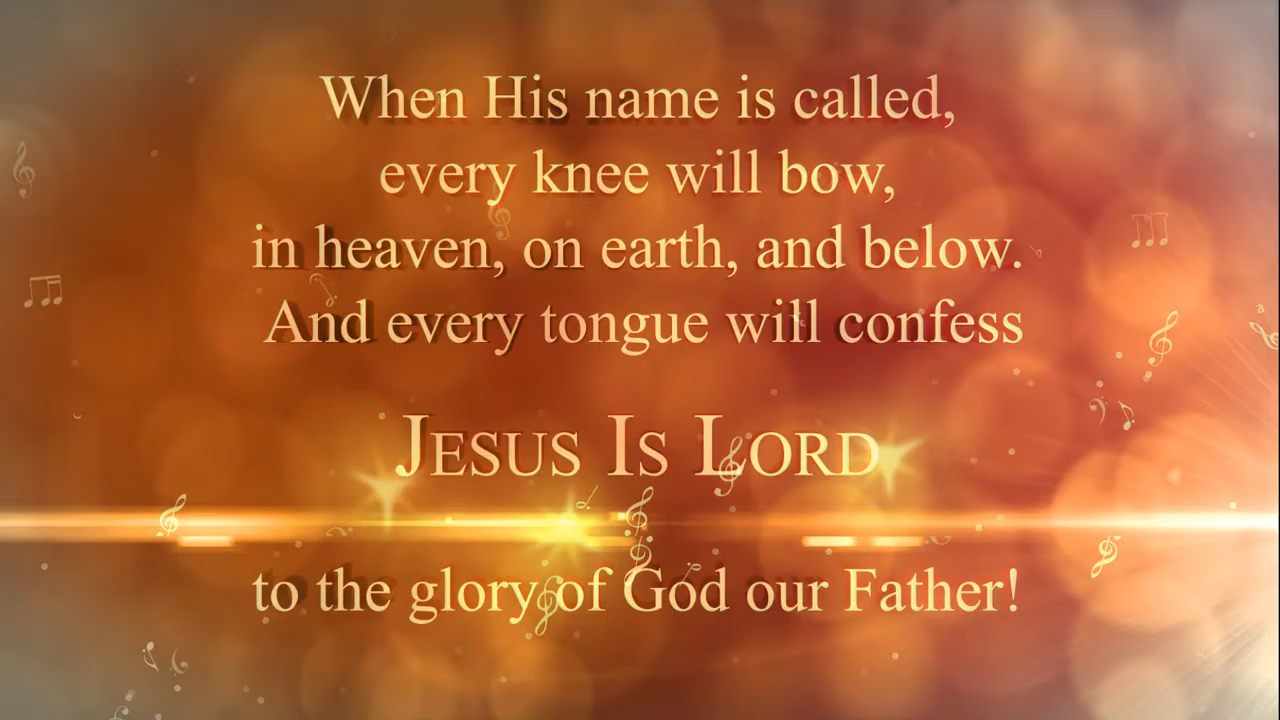 When His name is called,
every knee will bow,
in heaven, on earth, and below.
And every tongue will confess
Jesus Is Lord
to the glory of God our Father!